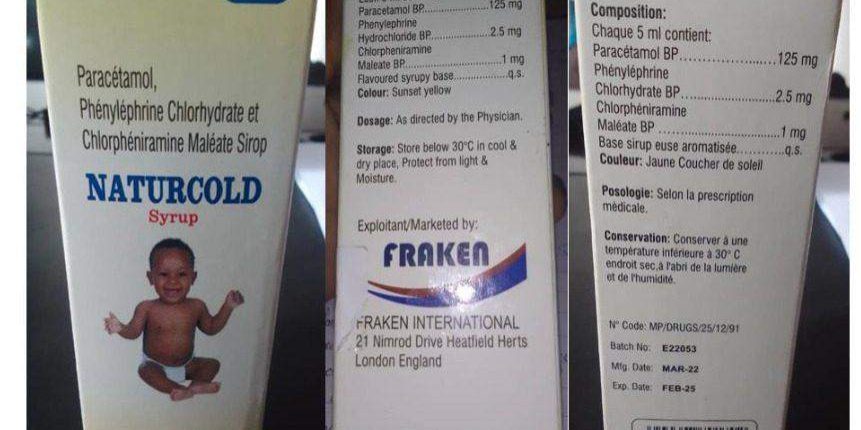 Paracétamol,
Phényléphrine Chlorhydrate et
Chlorphéniramine Maléate Sirop
NATURCOLD
Syrup
Paracetamol BP 125 mg
Phenylephrine
Hydrochloride BP 2.5 mg
Chlorpheniramine
Maleate BP 1 mg
Flavoured syrupy base q.s.
Colour: Sunset yellow
Dosage: As directed by the Physician.
Storage: Store below 30°C in cool &
dry place, Protect from light &
Moisture.
Exploitant/Marketed by:
FRAKEN
FRAKEN INTERNATIONAL
21 Nimrod Drive Heatfield Herts
London England
Composition:
Chaque 5 ml contient:
Paracétamol BP 125 mg
Phényléphrine
Chlorhydrate BP 2.5 mg
Chlorphéniramine
Maléate BP 1 mg
Base sirup euse aromatisée q.s.
Couleur: Jaune Coucher de soleil
Posologie: Selon la prescription
médicale.
Conservation: Conserver à une
température inférieure à 30° C
endroit sec,à l'abri de la lumière
et de l'humidité.
N° Code: MP/DRUGS/25/12/91
Batch No: E22053
Mfg. Date: MAR-22
Exp. Date: FEB-25